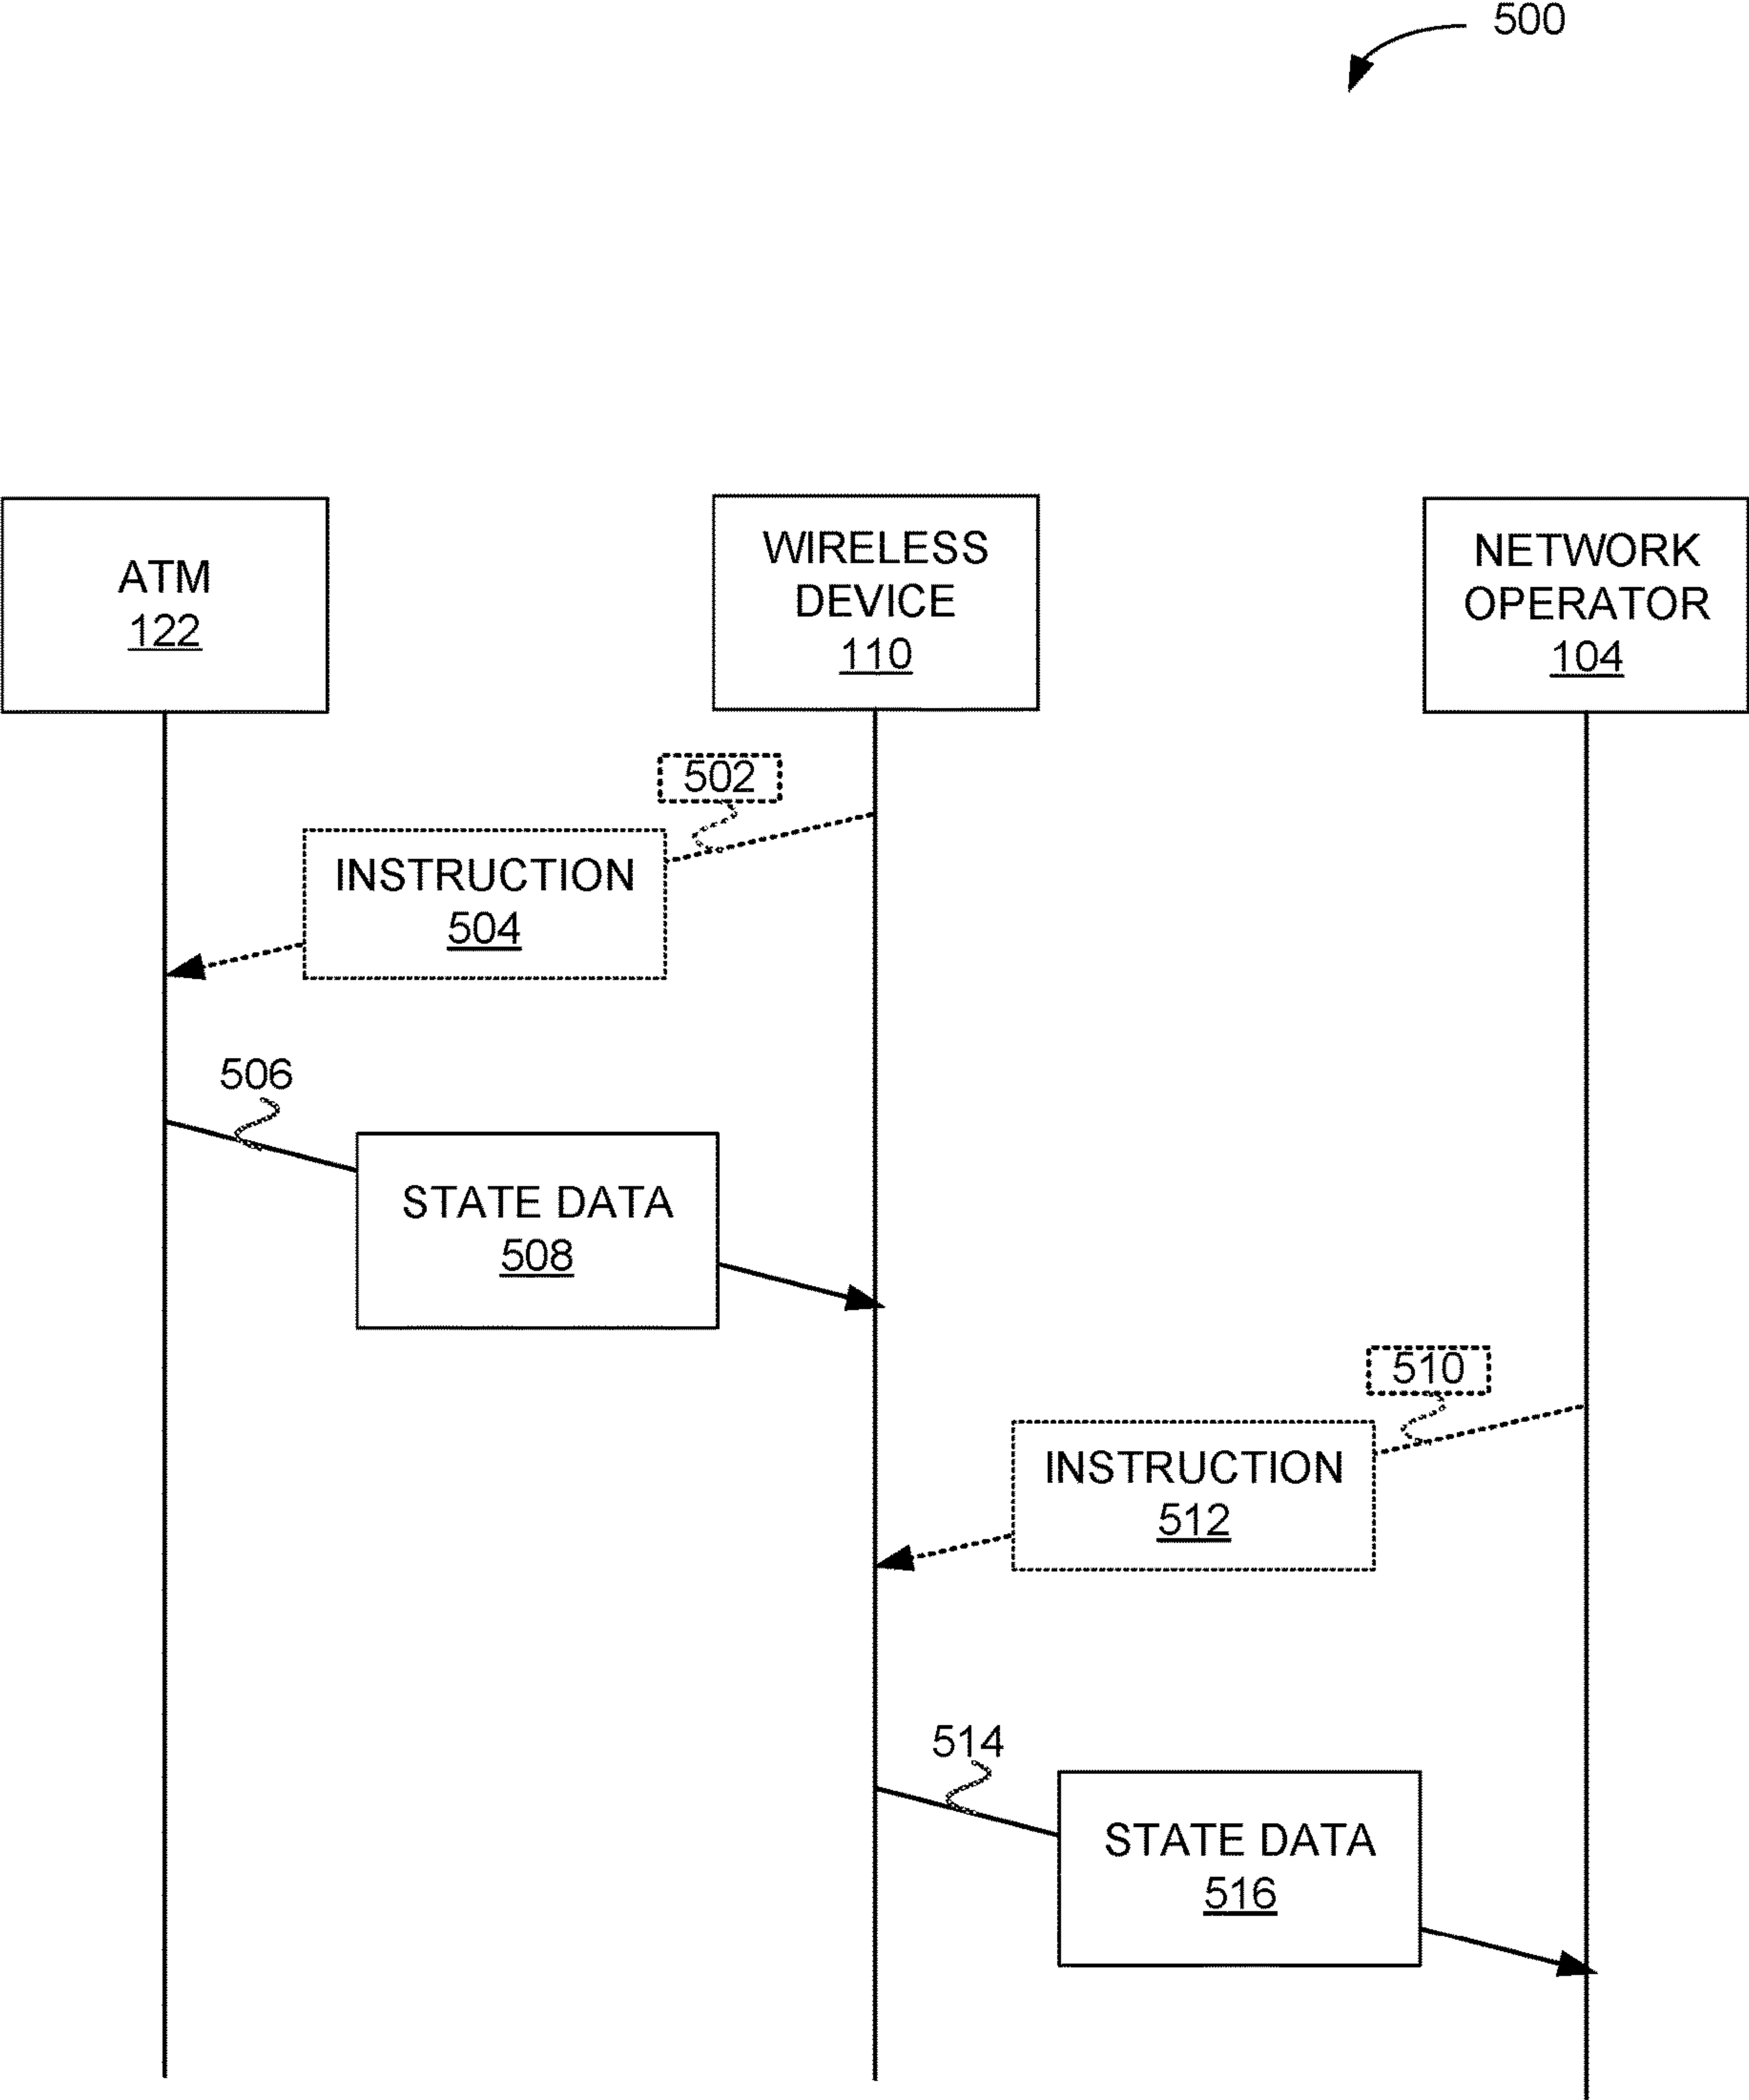 500
ATM
122
WIRELESS
DEVICE
110
NETWORK
OPERATOR
104
502
INSTRUCTION
504
506
STATE DATA
508
510
INSTRUCTION
512
514
STATE DATA
516